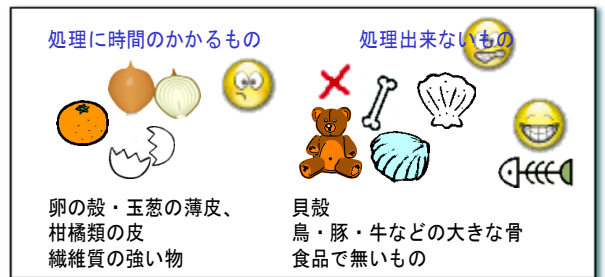 処理に時間のかかるもの
処理出来ないもの
卵の殻・玉葱の薄皮、
柑橘類の皮
繊維質の強い物
貝殻
鳥・豚・牛などの大きな骨
食品で無いもの